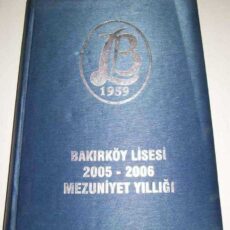 B
1959
BAKIRKÖY LİSESİ
2005 - 2006
MEZUNİYET YILLIĞI